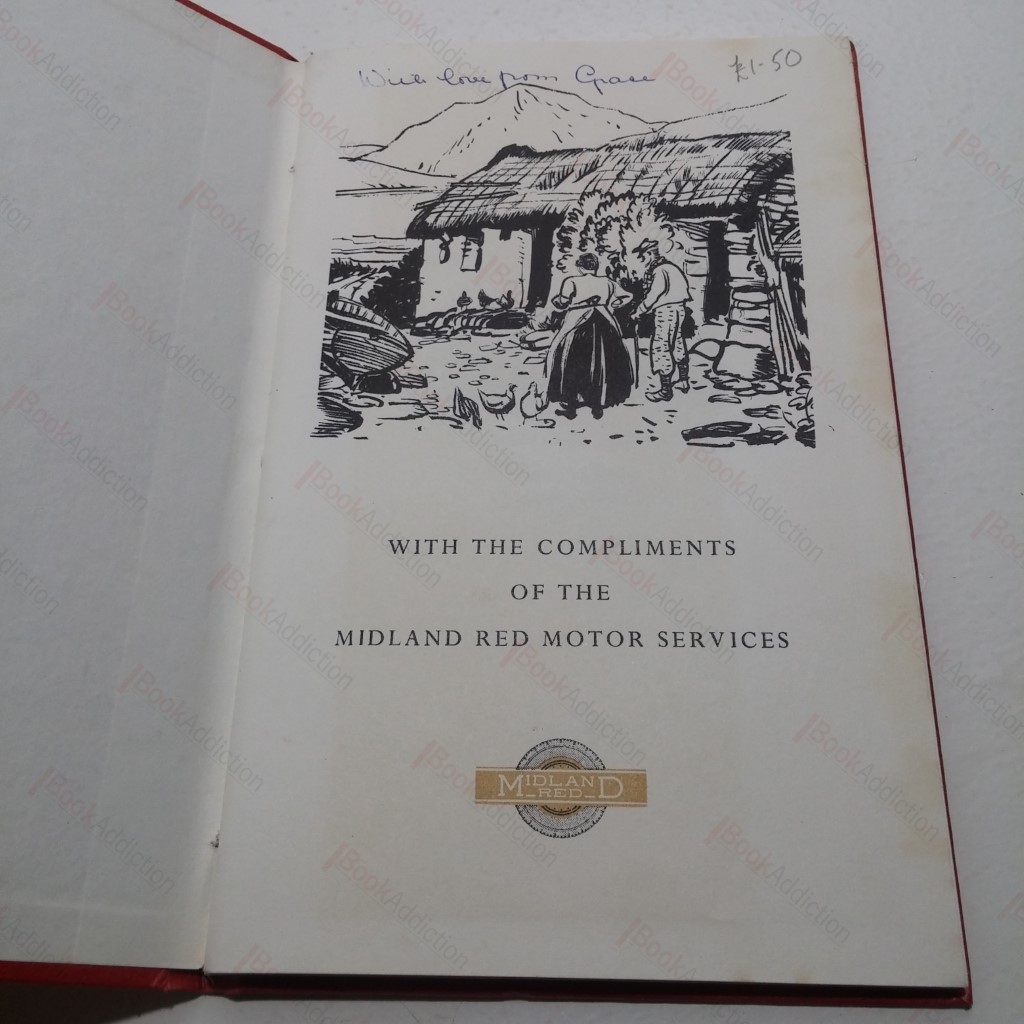 With love from Grace
£1-50
WITH THE COMPLIMENTS
OF THE
MIDLAND RED MOTOR SERVICES
MIDLAND
RED